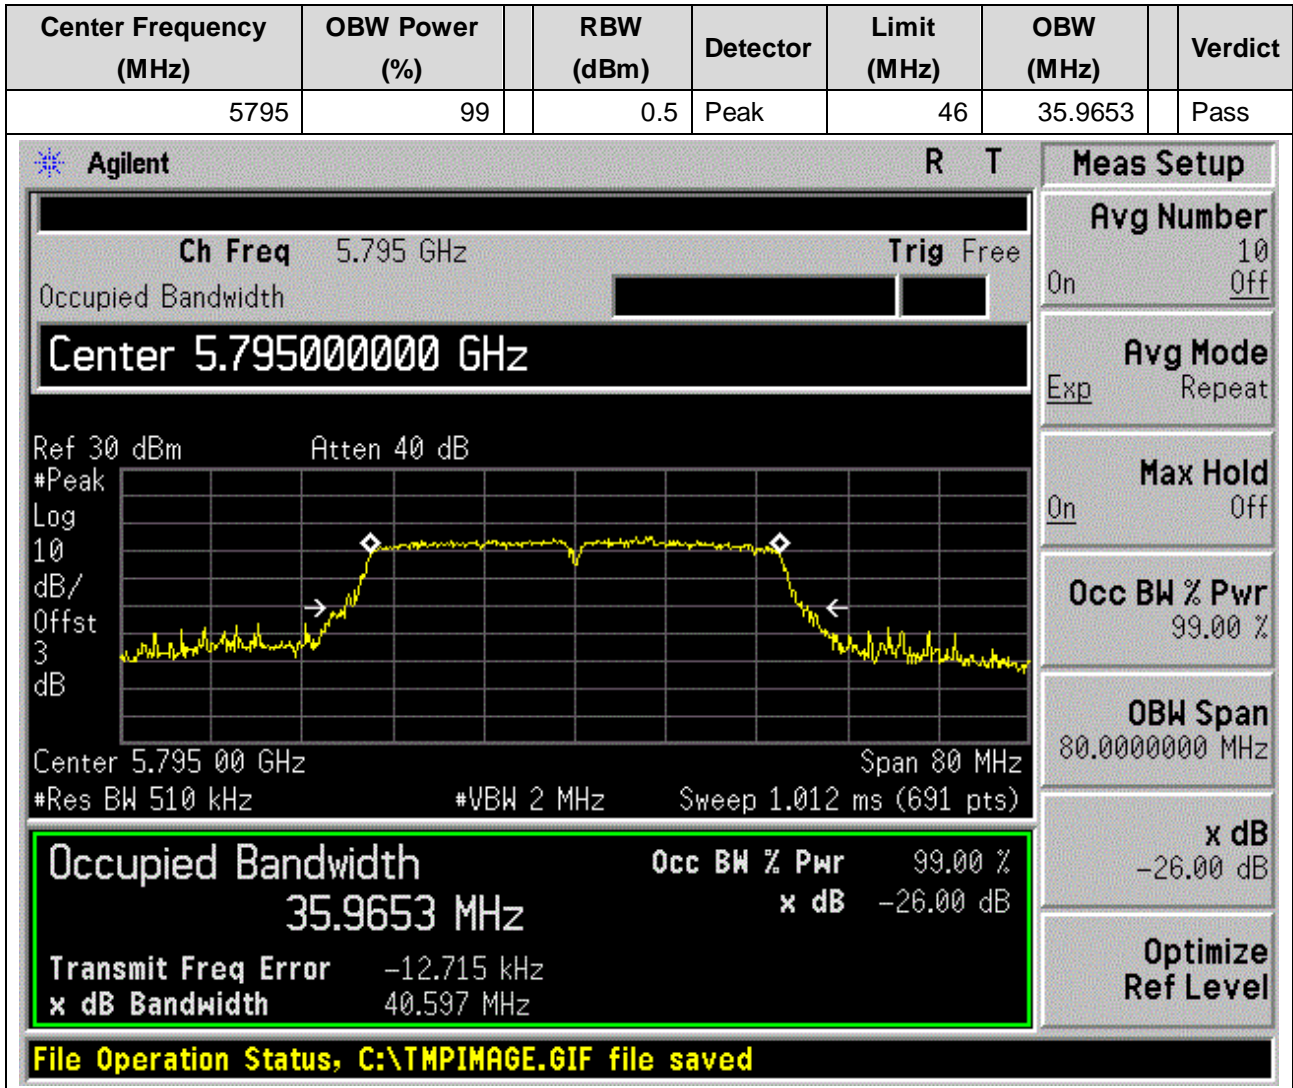 Center Frequency (MHz) OBW Power (%) RBW (dBm) Detector Limit (MHz) OBW (MHz) Verdict
5795 99 0.5 Peak 46 35.9653 Pass
Agilent R T Meas Setup
Ch Freq 5.795 GHz Trig Free
Occupied Bandwidth
Center 5.795000000 GHz
Ref 30 dBm Atten 40 dB
#Peak
Log
10
dB/
Offst
3
dB
Center 5.795 00 GHz Span 80 MHz
#Res BW 510 kHz #VBW 2 MHz Sweep 1.012 ms (691 pts)
Occupied Bandwidth Occ BW % Pwr 99.00 %
35.9653 MHz x dB -26.00 dB
Transmit Freq Error -12.715 kHz
x dB Bandwidth 40.597 MHz
File Operation Status, C:\TMPIMAGE.GIF file saved
Avg Number
10
On Off
Avg Mode
Exp Repeat
Max Hold
On Off
Occ BW % Pwr
99.00 %
OBW Span
80.0000000 MHz
x dB
-26.00 dB
Optimize
Ref Level